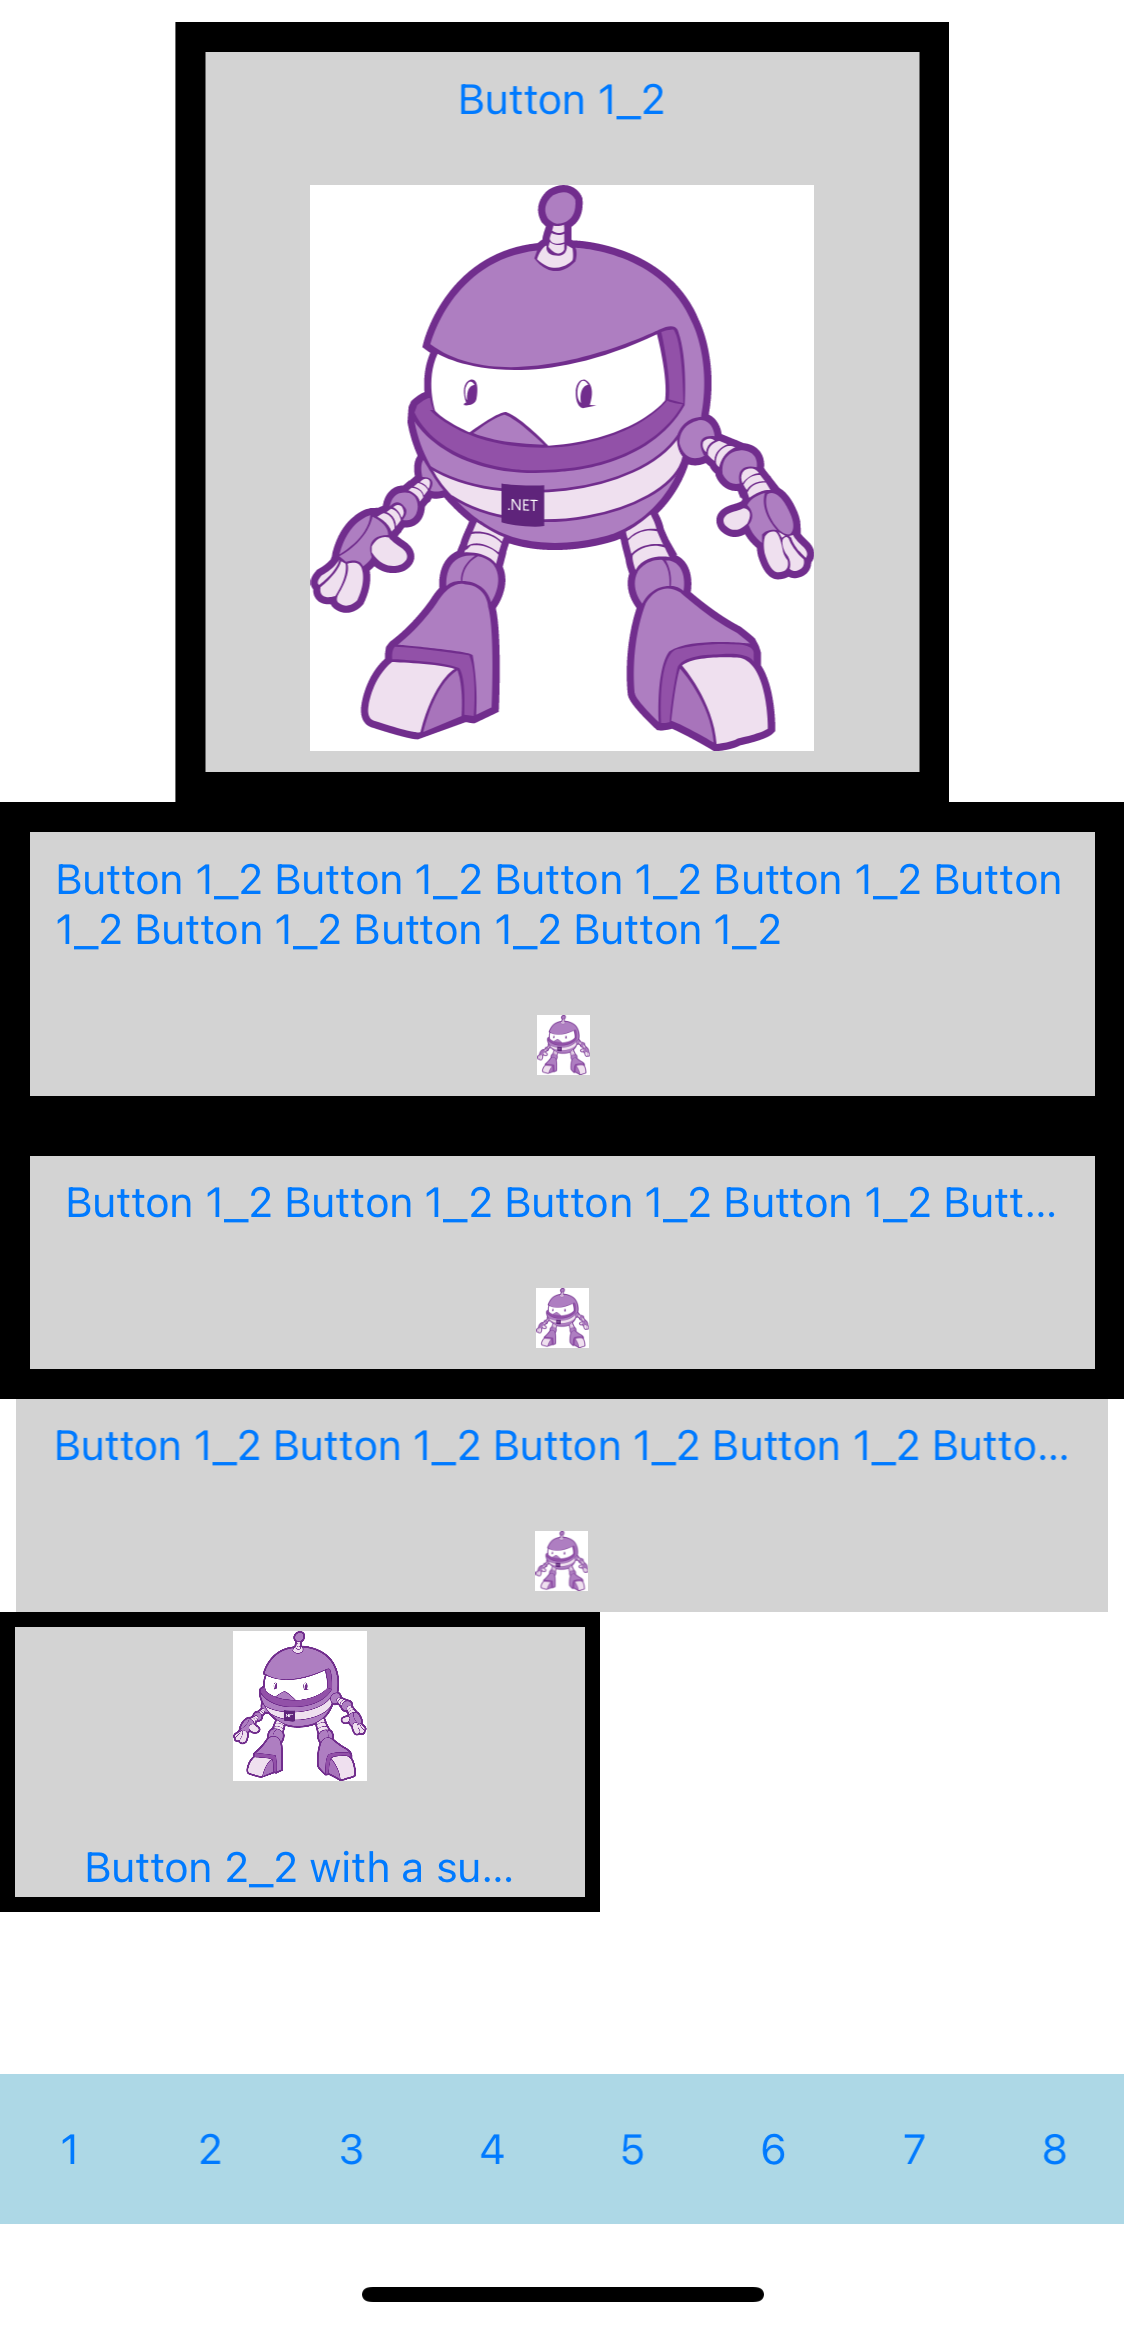 Button 1_2
.NET
Button 1_2 Button 1_2 Button 1_2 Button 1_2 Button
1_2 Button 1_2 Button 1_2 Button 1_2
Button 1_2 Button 1_2 Button 1_2 Button 1_2 Butt...
Button 1_2 Button 1_2 Button 1_2 Button 1_2 Butto...
Button 2_2 with a su...
1 2 3 4 5 6 7 8